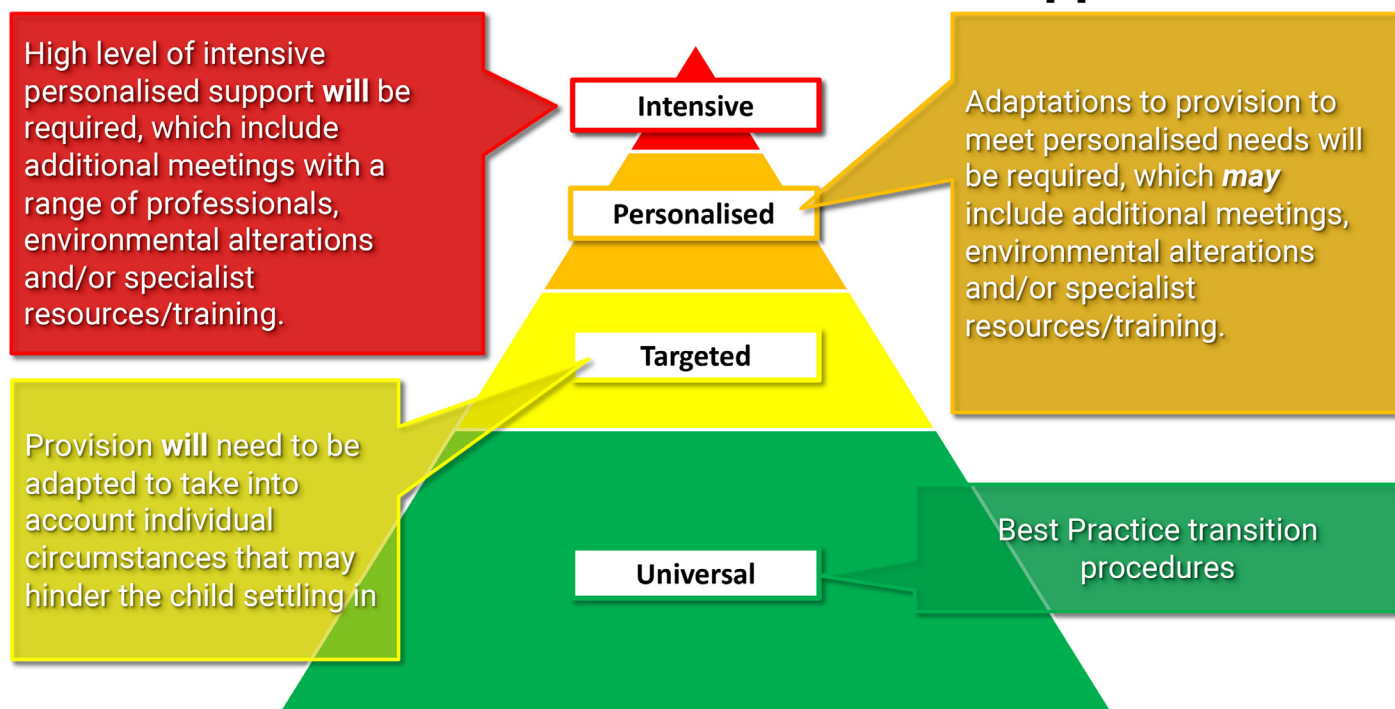 High level of intensive
personalised support will be
required, which include
additional meetings with a
range of professionals,
environmental alterations
and/or specialist
resources/training.
Intensive
Adaptations to provision to
meet personalised needs will
be required, which may
include additional meetings,
environmental alterations
and/or specialist
resources/training.
Personalised
Targeted
Provision will need to be
adapted to take into
account individual
circumstances that may
hinder the child settling in
Universal
Best Practice transition
procedures